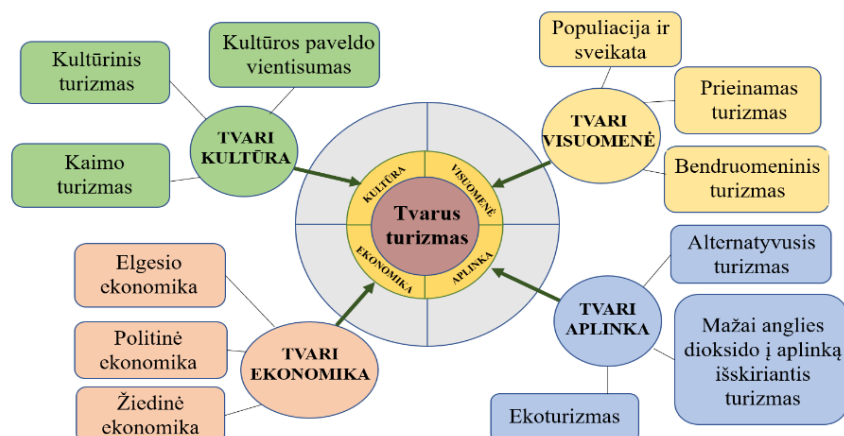 Kultūrinis
turizmas
Kultūros paveldo
vientisumas
Kaimo
turizmas
TVARI
KULTŪRA
Populiacija ir
sveikata
Prieinamas
turizmas
Bendruomeninis
turizmas
TVARI
VISUOMENĖ
KULTŪRA
VISUOMENĖ
Tvarus
turizmas
EKONOMIKA
APLINKA
Elgesio
ekonomika
Politinė
ekonomika
Žiedinė
ekonomika
TVARI
EKONOMIKA
Alternatyvusis
turizmas
TVARI
APLINKA
Mažai anglies
dioksido į aplinką
išskiriantis
turizmas
Ekoturizmas